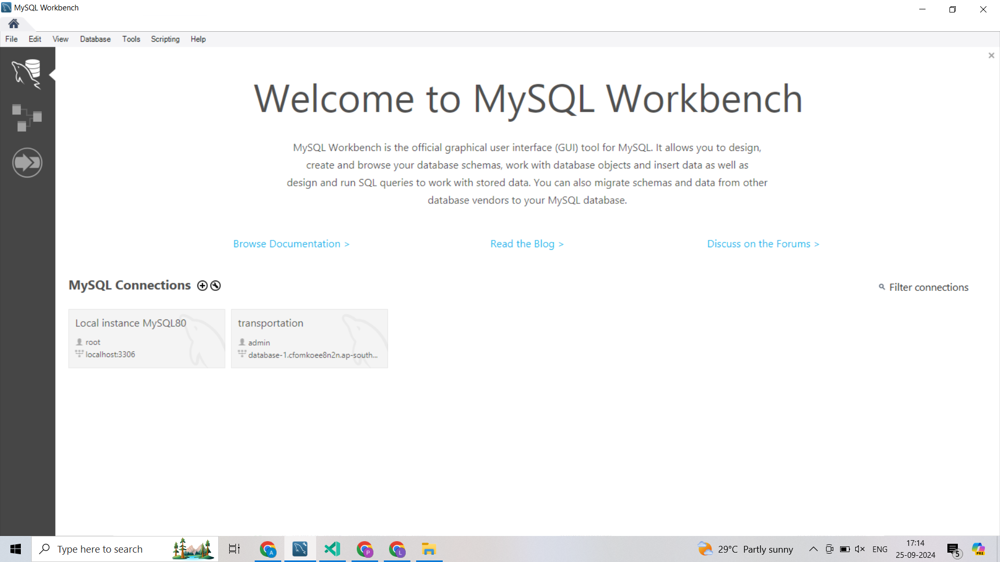 MySQL Workbench
File Edit View Database Tools Scripting Help
Welcome to MySQL Workbench
MySQL Workbench is the official graphical user interface (GUI) tool for MySQL. It allows you to design,
create and browse your database schemas, work with database objects and insert data as well as
design and run SQL queries to work with stored data. You can also migrate schemas and data from other
database vendors to your MySQL database.
Browse Documentation > Read the Blog > Discuss on the Forums >
MySQL Connections
Filter connections
Local instance MySQL80
root
localhost:3306
transportation
admin
database-1.cfomkoee8n2n.ap-south...
Type here to search
A
P
L
29°C Partly sunny
ENG
17:14
25-09-2024
5
PRE